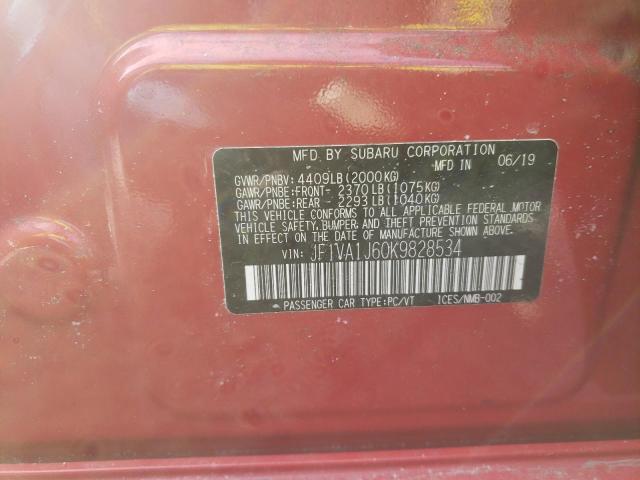 MFD BY SUBARU CORPORATION
MFD IN 06/19
GVWR/PNBV: 4409LB (2000KG)
GAWR/PNBE:FRONT- 2370LB (1075KG)
GAWR/PNBE:REAR - 2293LB (1040KG)
THIS VEHICLE CONFORMS TO ALL APPLICABLE FEDERAL MOTOR
VEHICLE SAFETY, BUMPER, AND THEFT PREVENTION STANDARDS
IN EFFECT ON THE DATE OF MANUFACTURE SHOWN ABOVE.
VIN: JF1VA1J60K9828534
PASSENGER CAR TYPE:PC/VT ICES/NMB-002